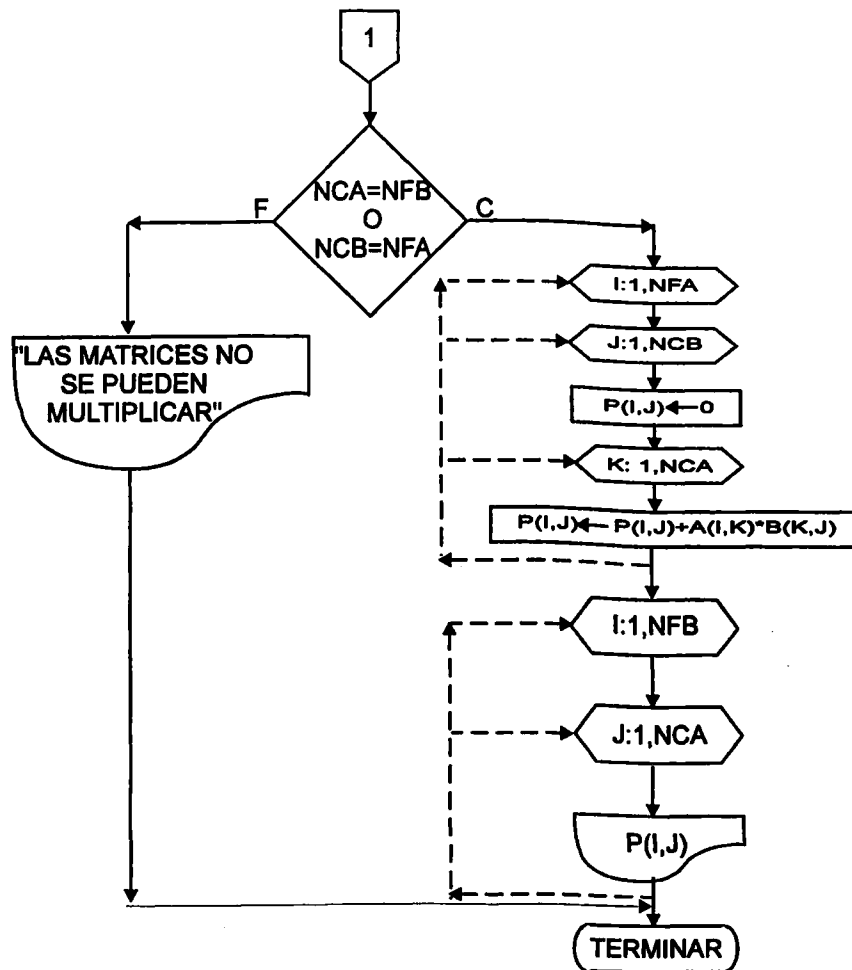 1
NCA=NFB
O
NCB=NFA
F
C
"LAS MATRICES NO
SE PUEDEN
MULTIPLICAR"
I:1,NFA
J:1,NCB
P(I,J)←0
K: 1,NCA
P(I,J)← P(I,J)+A(I,K)*B(K,J)
I:1,NFB
J:1,NCA
P(I,J)
TERMINAR